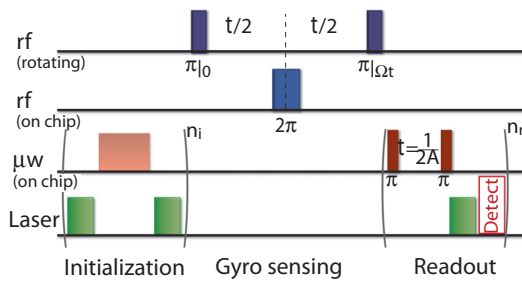 t/2 t/2
rf
(rotating)
π|0 π|Ωt
rf
(on chip)
2π
ni
μw
(on chip)
t=1/2A
π π
Laser
Detect
Initialization Gyro sensing Readout